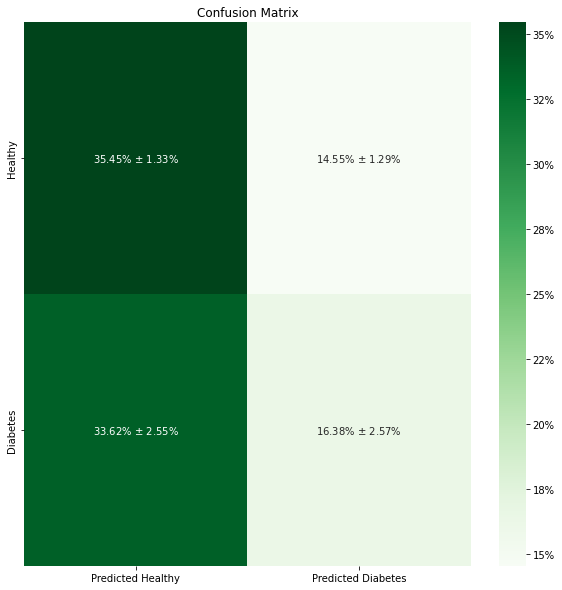 Confusion Matrix
Healthy
35.45% ± 1.33%
14.55% ± 1.29%
Diabetes
33.62% ± 2.55%
16.38% ± 2.57%
Predicted Healthy
Predicted Diabetes
35%
32%
30%
28%
25%
22%
20%
18%
15%